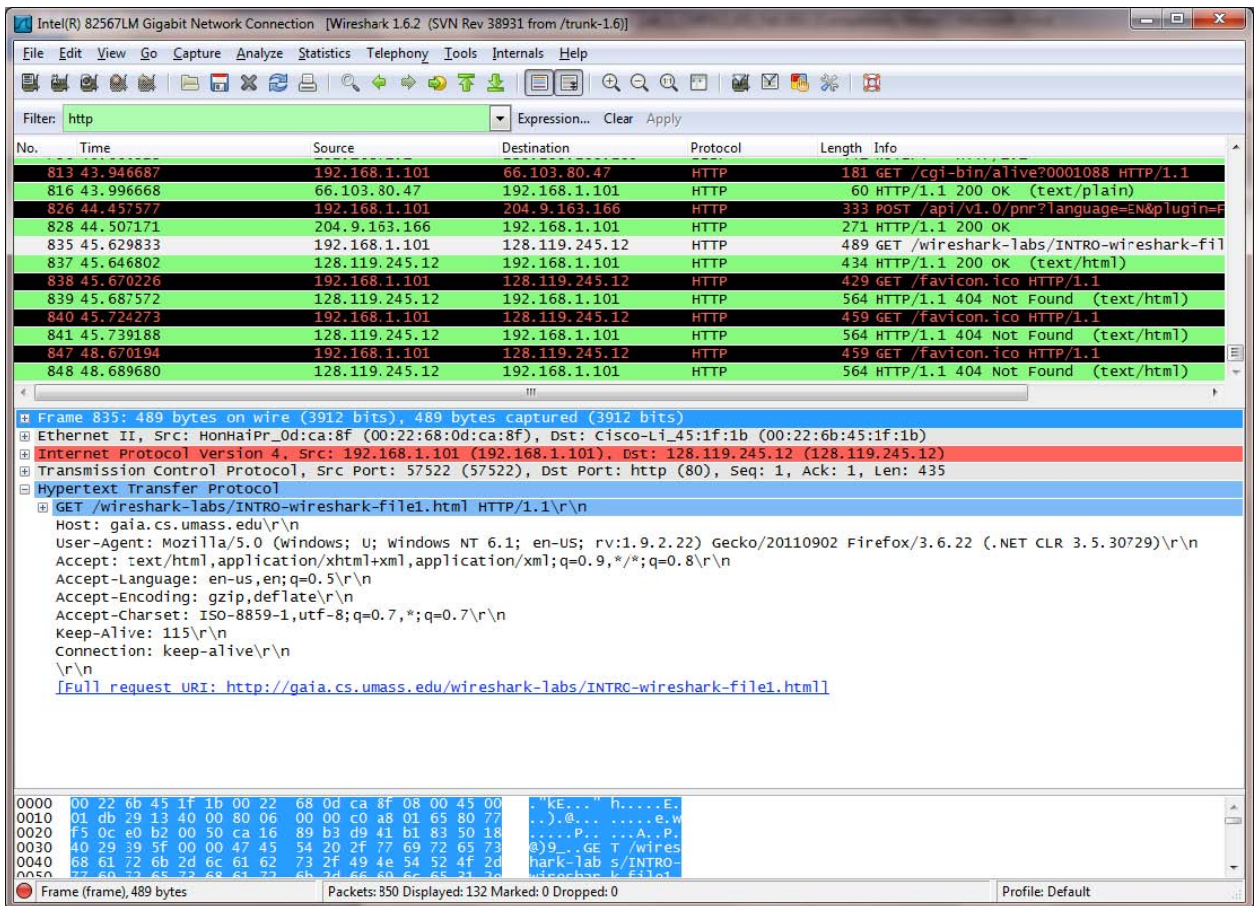 Intel(R) 82567LM Gigabit Network Connection [Wireshark 1.6.2 (SVN Rev 38931 from /trunk-1.6)]
File Edit View Go Capture Analyze Statistics Telephony Tools Internals Help
Filter: http Expression... Clear Apply
No. Time Source Destination Protocol Length Info
813 43.946687 192.168.1.101 66.103.80.47 HTTP 181 GET /cgi-bin/alive?0001088 HTTP/1.1
816 43.996668 66.103.80.47 192.168.1.101 HTTP 60 HTTP/1.1 200 OK (text/plain)
826 44.457577 192.168.1.101 204.9.163.166 HTTP 333 POST /api/v1.0/pnr?language=EN&plugin=F
828 44.507171 204.9.163.166 192.168.1.101 HTTP 271 HTTP/1.1 200 OK
835 45.629833 192.168.1.101 128.119.245.12 HTTP 489 GET /wireshark-labs/INTRO-wireshark-fil
837 45.646802 128.119.245.12 192.168.1.101 HTTP 434 HTTP/1.1 200 OK (text/html)
838 45.670226 192.168.1.101 128.119.245.12 HTTP 429 GET /favicon.ico HTTP/1.1
839 45.687572 128.119.245.12 192.168.1.101 HTTP 564 HTTP/1.1 404 Not Found (text/html)
840 45.724273 192.168.1.101 128.119.245.12 HTTP 459 GET /favicon.ico HTTP/1.1
841 45.739188 128.119.245.12 192.168.1.101 HTTP 564 HTTP/1.1 404 Not Found (text/html)
847 48.670194 192.168.1.101 128.119.245.12 HTTP 459 GET /favicon.ico HTTP/1.1
848 48.689680 128.119.245.12 192.168.1.101 HTTP 564 HTTP/1.1 404 Not Found (text/html)
Frame 835: 489 bytes on wire (3912 bits), 489 bytes captured (3912 bits)
Ethernet II, Src: HonHaiPr_0d:ca:8f (00:22:68:0d:ca:8f), Dst: Cisco-Li_45:1f:1b (00:22:6b:45:1f:1b)
Internet Protocol Version 4, Src: 192.168.1.101 (192.168.1.101), Dst: 128.119.245.12 (128.119.245.12)
Transmission Control Protocol, Src Port: 57522 (57522), Dst Port: http (80), Seq: 1, Ack: 1, Len: 435
Hypertext Transfer Protocol
GET /wireshark-labs/INTRO-wireshark-file1.html HTTP/1.1\r\n
Host: gaia.cs.umass.edu\r\n
User-Agent: Mozilla/5.0 (Windows; U; Windows NT 6.1; en-US; rv:1.9.2.22) Gecko/20110902 Firefox/3.6.22 (.NET CLR 3.5.30729)\r\n
Accept: text/html,application/xhtml+xml,application/xml;q=0.9,*/*;q=0.8\r\n
Accept-Language: en-us,en;q=0.5\r\n
Accept-Encoding: gzip,deflate\r\n
Accept-Charset: ISO-8859-1,utf-8;q=0.7,*;q=0.7\r\n
Keep-Alive: 115\r\n
Connection: keep-alive\r\n
\r\n
[Full request URI: http://gaia.cs.umass.edu/wireshark-labs/INTRO-wireshark-file1.html]
0000 00 22 6b 45 1f 1b 00 22 68 0d ca 8f 08 00 45 00 ."kE..." h.....E.
0010 01 db 29 13 40 00 80 06 00 00 c0 a8 01 65 80 77 ..).@... .....e.w
0020 f5 0c e0 b2 00 50 ca 16 89 b3 d9 41 b1 83 50 18 .....P.. ...A..P.
0030 40 29 39 5f 00 00 47 45 54 20 2f 77 69 72 65 73 @)9_..GE T /wires
0040 68 61 72 6b 2d 6c 61 62 73 2f 49 4e 54 52 4f 2d hark-lab s/INTRO-
0050 77 69 72 65 73 68 61 72 6b 2d 66 69 6c 65 31 2e wireshar k-file1.
Frame (frame), 489 bytes Packets: 850 Displayed: 132 Marked: 0 Dropped: 0 Profile: Default